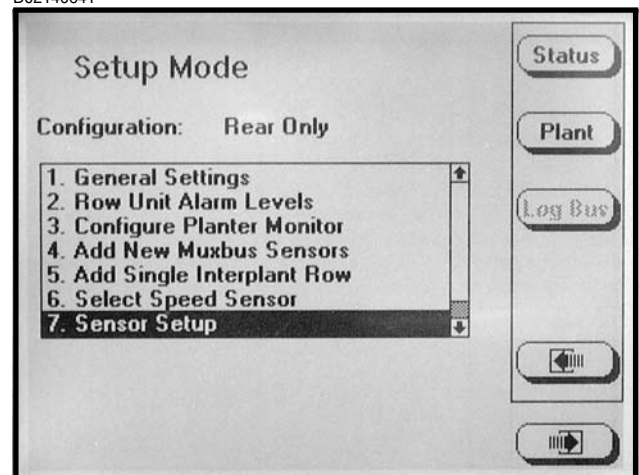 Setup Mode
Status
Configuration: Rear Only
Plant
1. General Settings
2. Row Unit Alarm Levels
3. Configure Planter Monitor
4. Add New Muxbus Sensors
5. Add Single Interplant Row
6. Select Speed Sensor
7. Sensor Setup
Log Bus